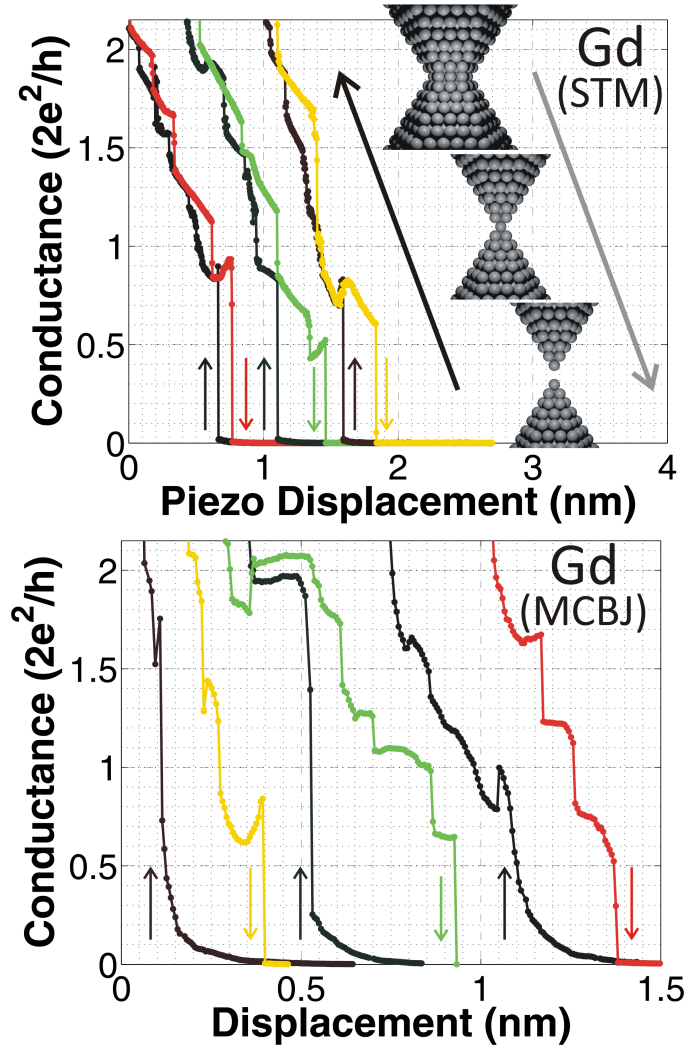 Conductance (2e²/h)
2
1.5
1
0.5
0
Gd
(STM)
0 1 2 3 4
Piezo Displacement (nm)
Conductance (2e²/h)
2
1.5
1
0.5
0
Gd
(MCBJ)
0 0.5 1 1.5
Displacement (nm)